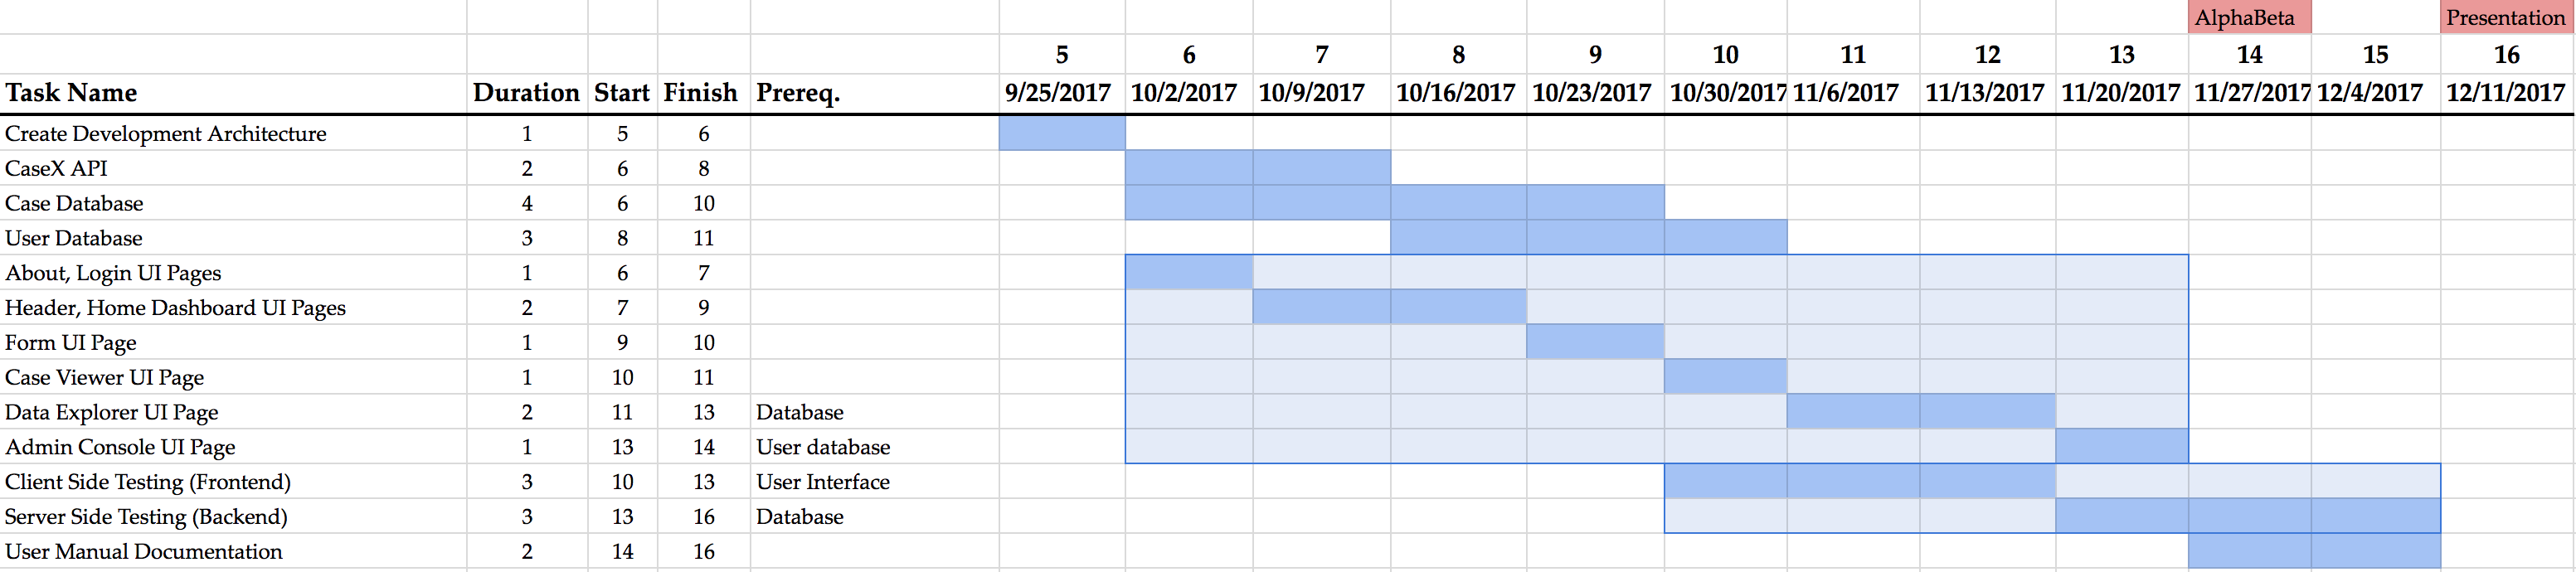 AlphaBeta Presentation
5 6 7 8 9 10 11 12 13 14 15 16
Task Name Duration Start Finish Prereq. 9/25/2017 10/2/2017 10/9/2017 10/16/2017 10/23/2017 10/30/2017 11/6/2017 11/13/2017 11/20/2017 11/27/2017 12/4/2017 12/11/2017
Create Development Architecture 1 5 6
CaseX API 2 6 8
Case Database 4 6 10
User Database 3 8 11
About, Login UI Pages 1 6 7
Header, Home Dashboard UI Pages 2 7 9
Form UI Page 1 9 10
Case Viewer UI Page 1 10 11
Data Explorer UI Page 2 11 13 Database
Admin Console UI Page 1 13 14 User database
Client Side Testing (Frontend) 3 10 13 User Interface
Server Side Testing (Backend) 3 13 16 Database
User Manual Documentation 2 14 16